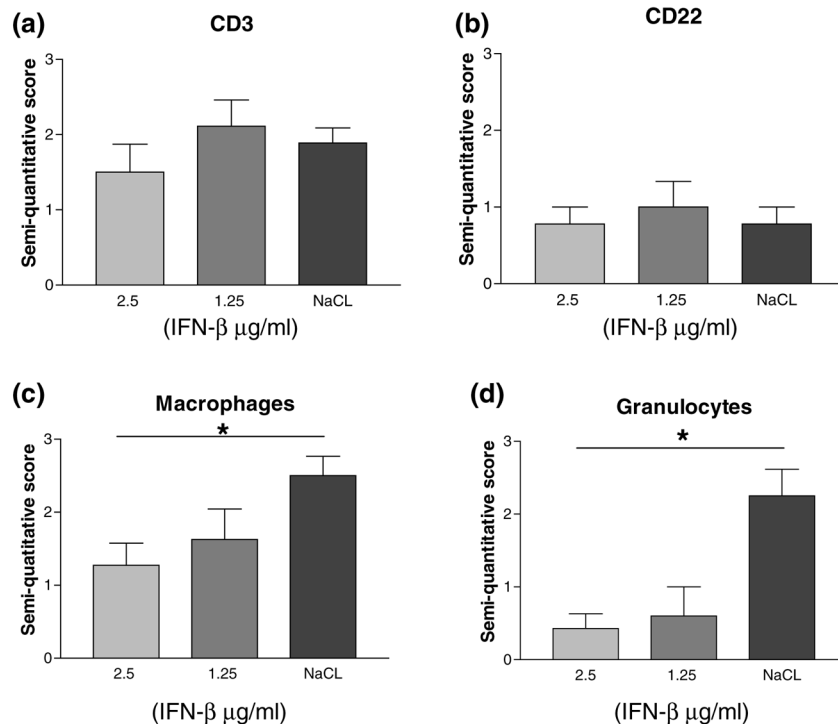 (a)
CD3
Semi-quantitative score
3
2
1
0
2.5 1.25 NaCL
(IFN-β μg/ml)
(b)
CD22
Semi-quantitative score
3
2
1
0
2.5 1.25 NaCL
(IFN-β μg/ml)
(c)
Macrophages
*
Semi-quatitative score
3
2
1
0
2.5 1.25 NaCL
(IFN-β μg/ml)
(d)
Granulocytes
*
Semi-quantitative score
3
2
1
0
2.5 1.25 NaCL
(IFN-β μg/ml)